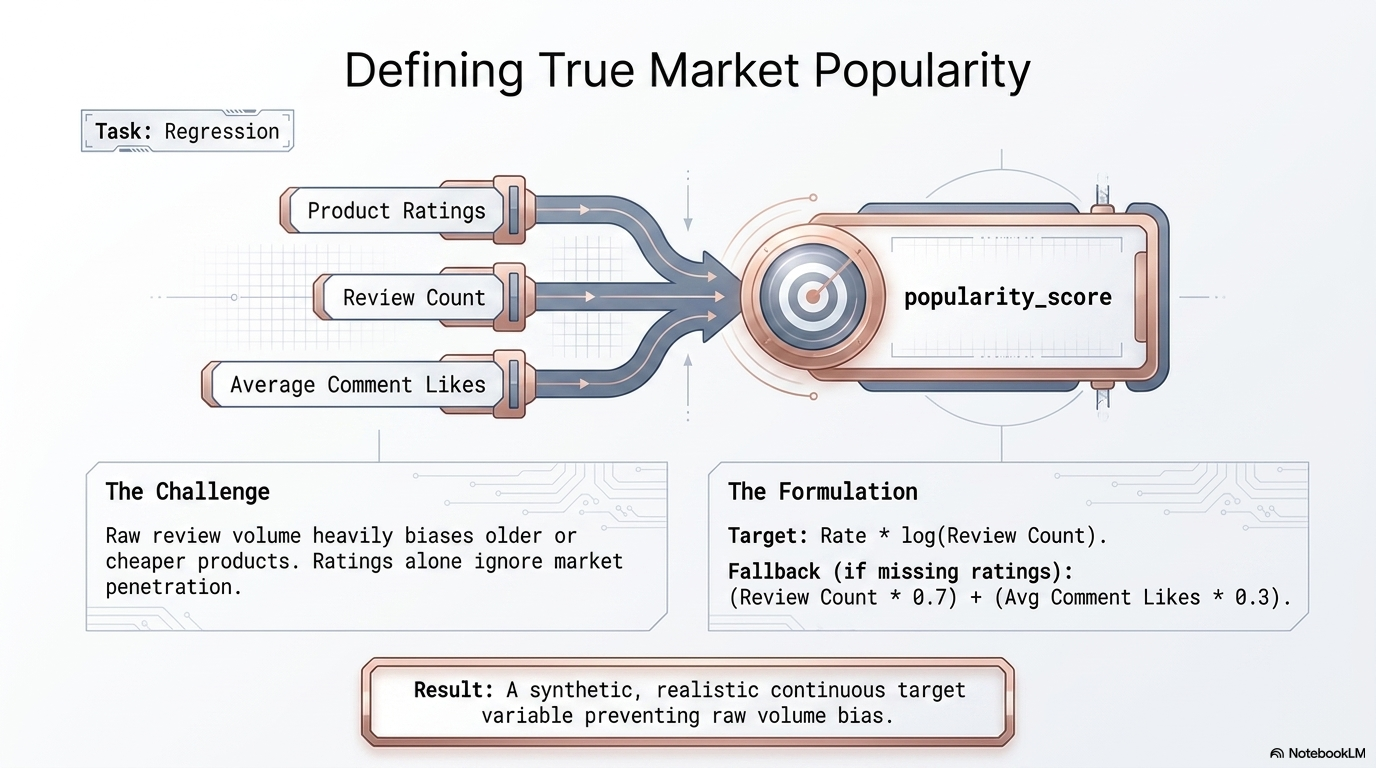 Defining True Market Popularity
Task: Regression
Product Ratings
Review Count
Average Comment Likes
popularity_score
The Challenge
Raw review volume heavily biases older or
cheaper products. Ratings alone ignore market
penetration.
The Formulation
Target: Rate * log(Review Count).
Fallback (if missing ratings):
(Review Count * 0.7) + (Avg Comment Likes * 0.3).
Result: A synthetic, realistic continuous target
variable preventing raw volume bias.
NotebookLM